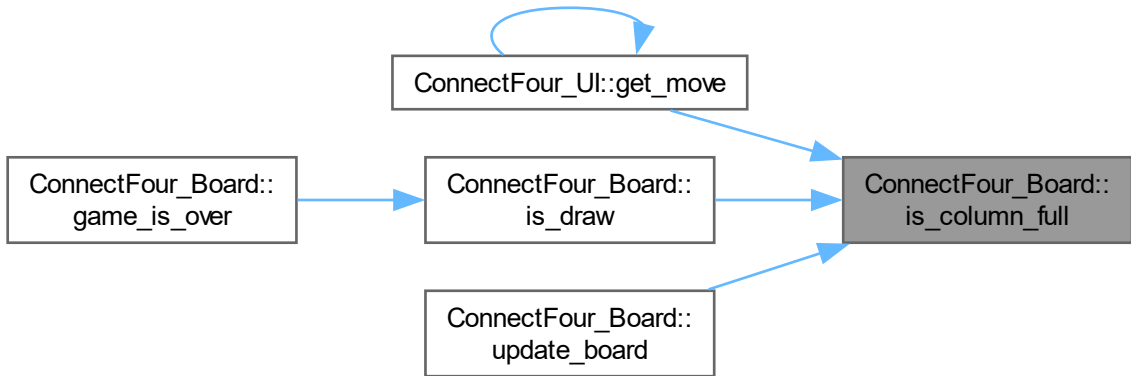 ConnectFour_UI::get_move
ConnectFour_Board::
game_is_over
ConnectFour_Board::
is_draw
ConnectFour_Board::
is_column_full
ConnectFour_Board::
update_board